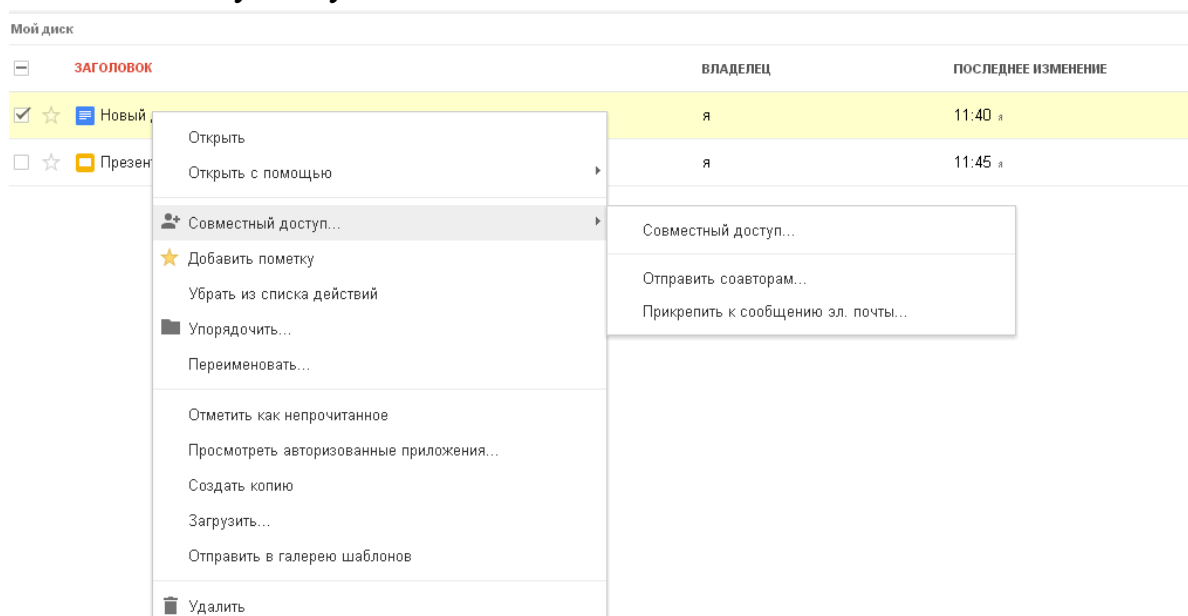 Мой диск
ЗАГОЛОВОК ВЛАДЕЛЕЦ ПОСЛЕДНЕЕ ИЗМЕНЕНИЕ
Новый я 11:40 я
Презен я 11:45 я
Открыть
Открыть с помощью
Совместный доступ...
Добавить пометку
Убрать из списка действий
Упорядочить...
Переименовать...
Отметить как непрочитанное
Просмотреть авторизованные приложения...
Создать копию
Загрузить...
Отправить в галерею шаблонов
Удалить
Совместный доступ...
Отправить соавторам...
Прикрепить к сообщению эл. почты...